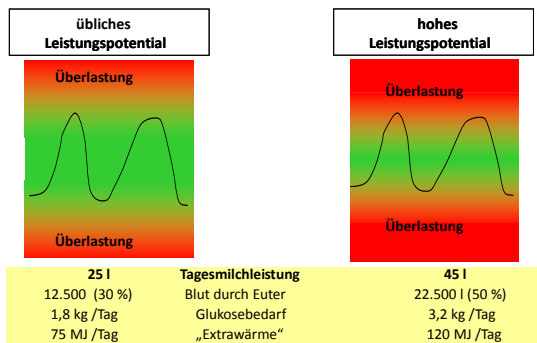 übliches
Leistungspotential
hohes
Leistungspotential
Überlastung
Überlastung
Überlastung
Überlastung
25 l Tagesmilchleistung 45 l
12.500 (30 %) Blut durch Euter 22.500 l (50 %)
1,8 kg /Tag Glukosebedarf 3,2 kg /Tag
75 MJ /Tag „Extrawärme“ 120 MJ /Tag